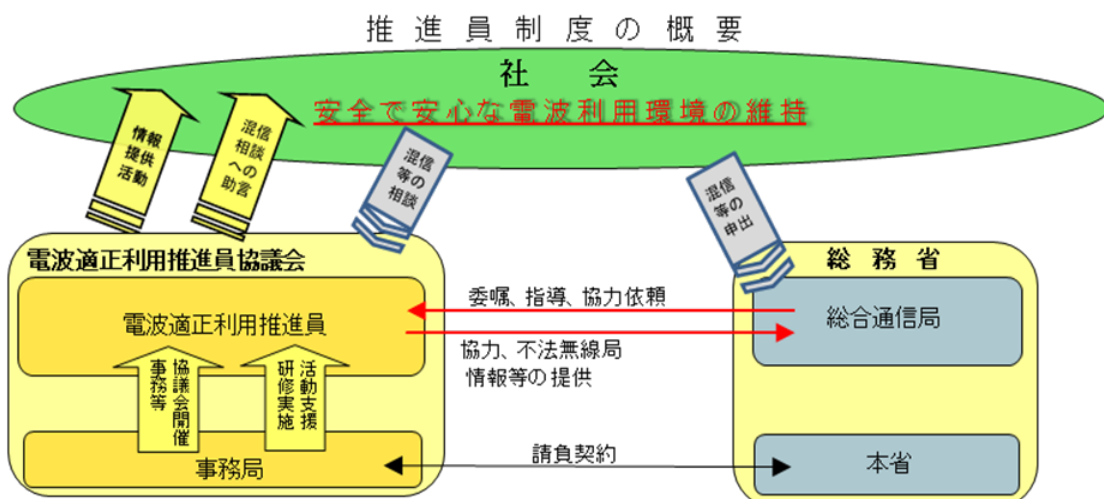 推進員制度の概要
社会
安全で安心な電波利用環境の維持
情報
提供
活動
混信
相談
への
助言
混信
等の
相談
混信
等の
申出
電波適正利用推進員協議会
総務省
電波適正利用推進員
委嘱、指導、協力依頼
総合通信局
協力、不法無線局
情報等の提供
協議会開催
事務等
活動支援
研修実施
事務局
請負契約
本省